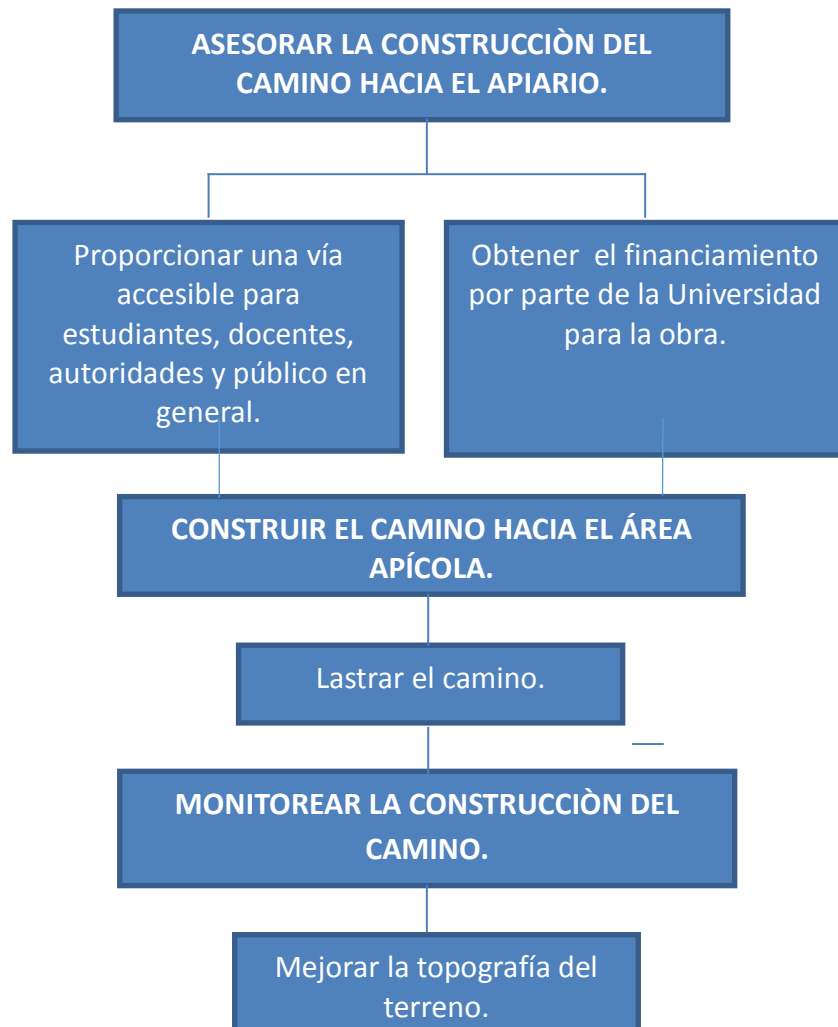 ASESORAR LA CONSTRUCCIÒN DEL
CAMINO HACIA EL APIARIO.
Proporcionar una vía
accesible para
estudiantes, docentes,
autoridades y público en
general.
Obtener  el financiamiento
por parte de la Universidad
para la obra.
CONSTRUIR EL CAMINO HACIA EL ÁREA
APÍCOLA.
Lastrar el camino.
MONITOREAR LA CONSTRUCCIÒN DEL
CAMINO.
Mejorar la topografía del
terreno.